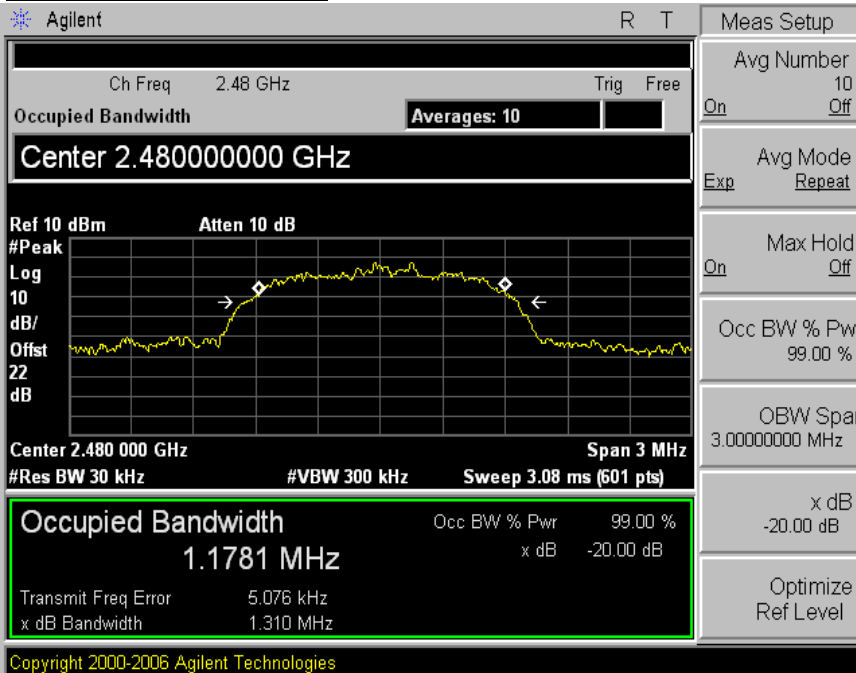 Agilent R T
Meas Setup
Ch Freq 2.48 GHz Trig Free
Occupied Bandwidth Averages: 10
Center 2.480000000 GHz
Ref 10 dBm Atten 10 dB
#Peak
Log
10
dB/
Offst
22
dB
Center 2.480 000 GHz Span 3 MHz
#Res BW 30 kHz #VBW 300 kHz Sweep 3.08 ms (601 pts)
Occupied Bandwidth Occ BW % Pwr 99.00 %
1.1781 MHz x dB -20.00 dB
Transmit Freq Error 5.076 kHz
x dB Bandwidth 1.310 MHz
Copyright 2000-2006 Agilent Technologies
Avg Number
10
On Off
Avg Mode
Exp Repeat
Max Hold
On Off
Occ BW % Pwr
99.00 %
OBW Spa
3.00000000 MHz
x dB
-20.00 dB
Optimize
Ref Level